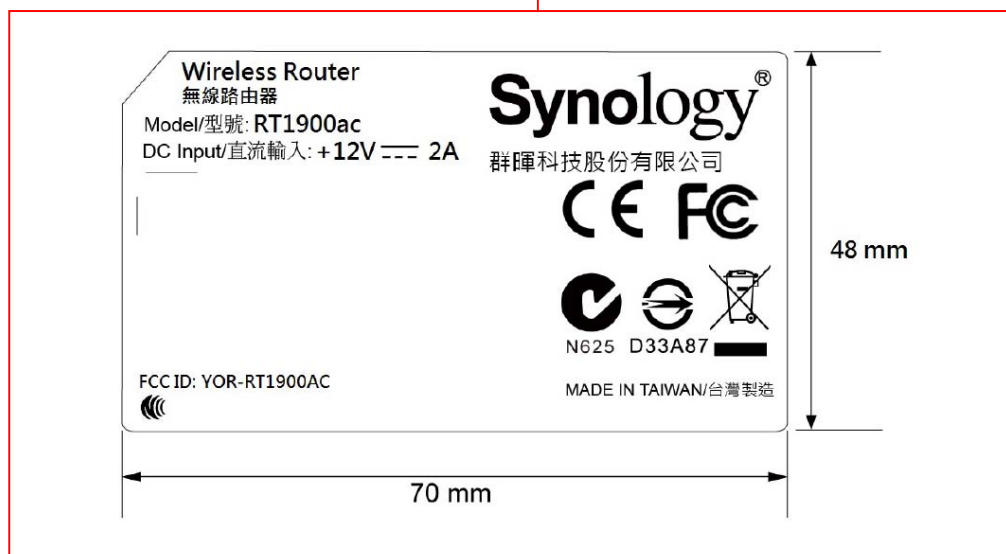 Wireless Router
無線路由器
Model/型號: RT1900ac
DC Input/直流輸入: +12V 2A
Synology®
群暉科技股份有限公司
CE FC
N625 D33A87
FCC ID: YOR-RT1900AC
MADE IN TAIWAN/台灣製造
48 mm
70 mm